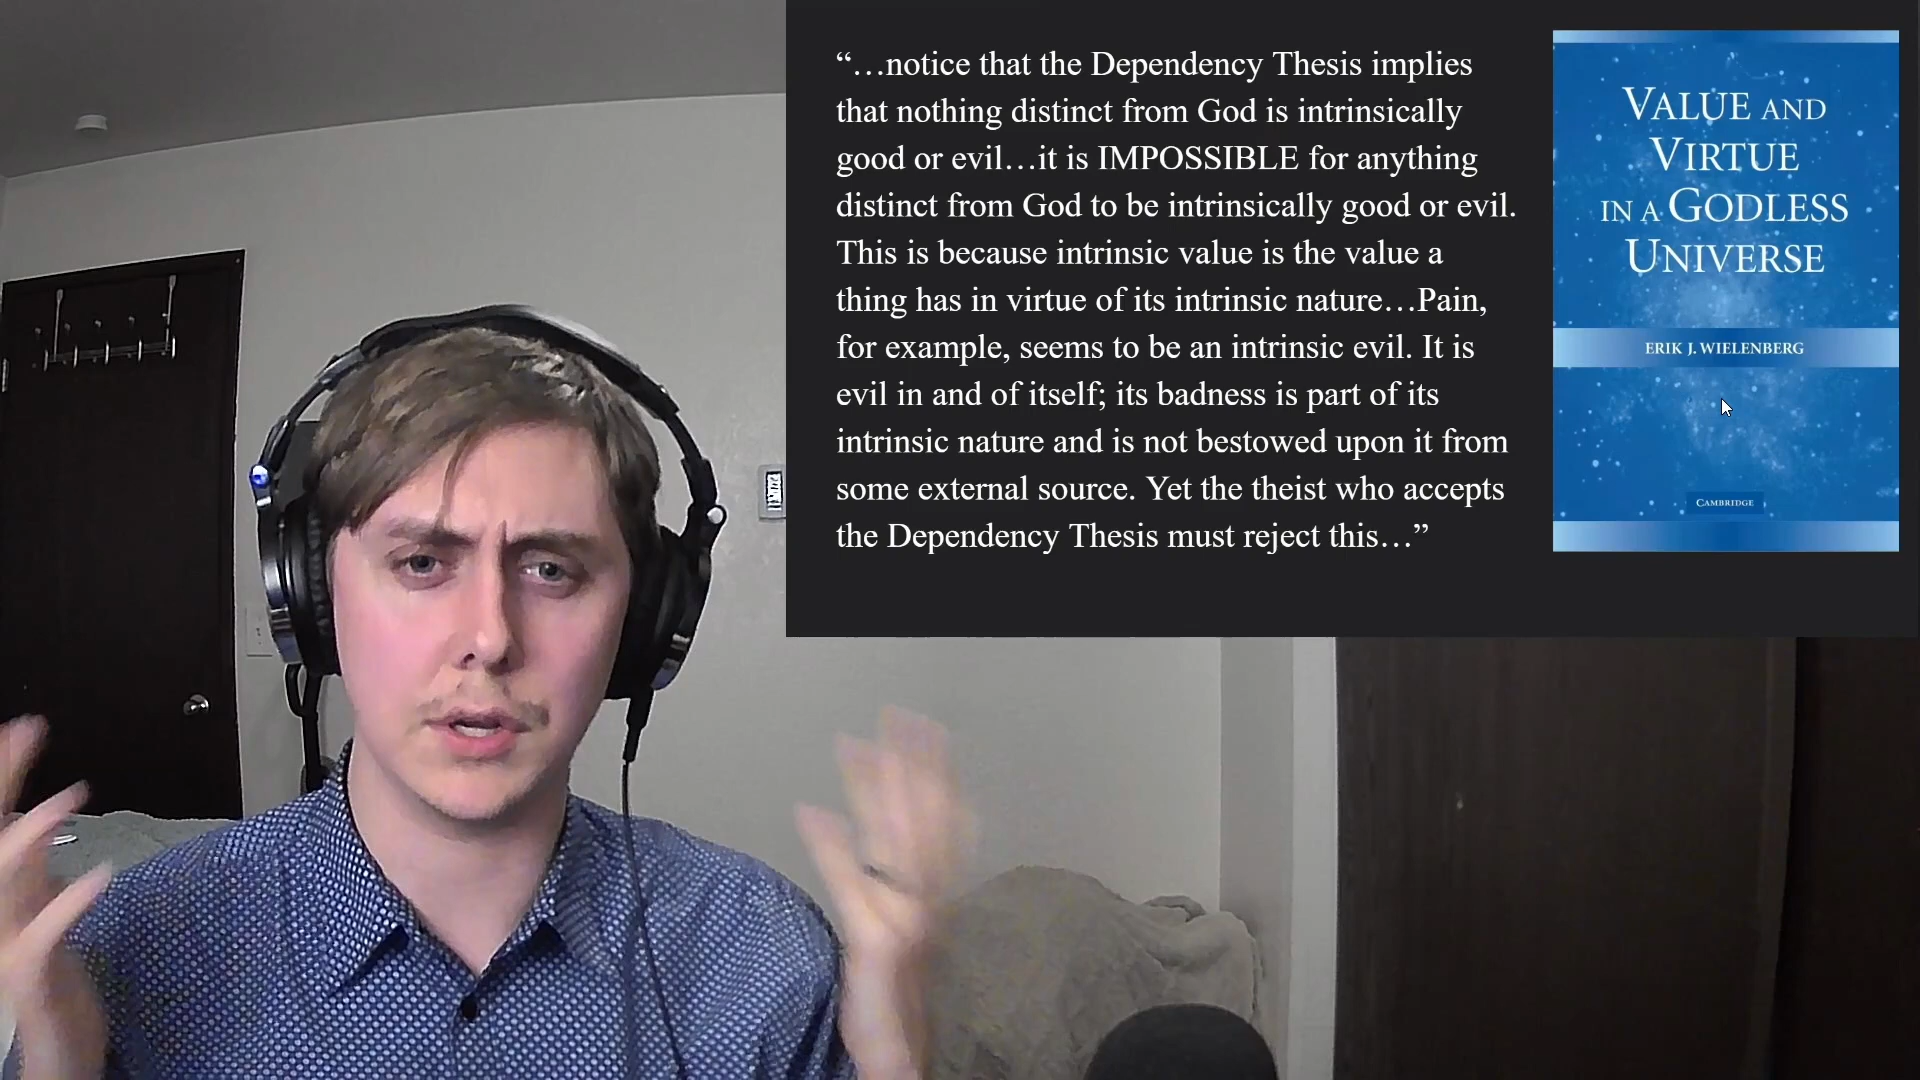 “…notice that the Dependency Thesis implies
that nothing distinct from God is intrinsically
good or evil…it is IMPOSSIBLE for anything
distinct from God to be intrinsically good or evil.
This is because intrinsic value is the value a
thing has in virtue of its intrinsic nature…Pain,
for example, seems to be an intrinsic evil. It is
evil in and of itself; its badness is part of its
intrinsic nature and is not bestowed upon it from
some external source. Yet the theist who accepts
the Dependency Thesis must reject this…”
VALUE AND
VIRTUE
IN A GODLESS
UNIVERSE
ERIK J. WIELENBERG
CAMBRIDGE